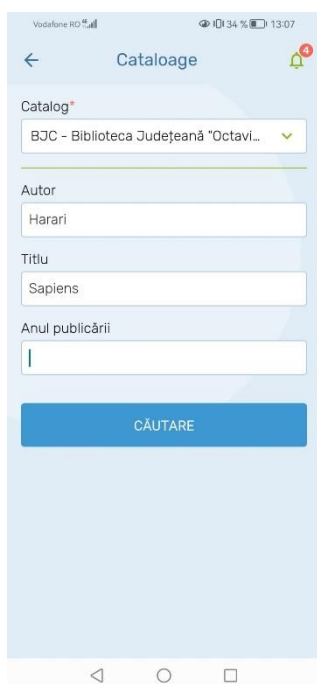 Vodafone RO 34 % 13:07
Cataloage 4
Catalog*
BJC - Biblioteca Județeană "Octavi...
Autor
Harari
Titlu
Sapiens
Anul publicării
CĂUTARE